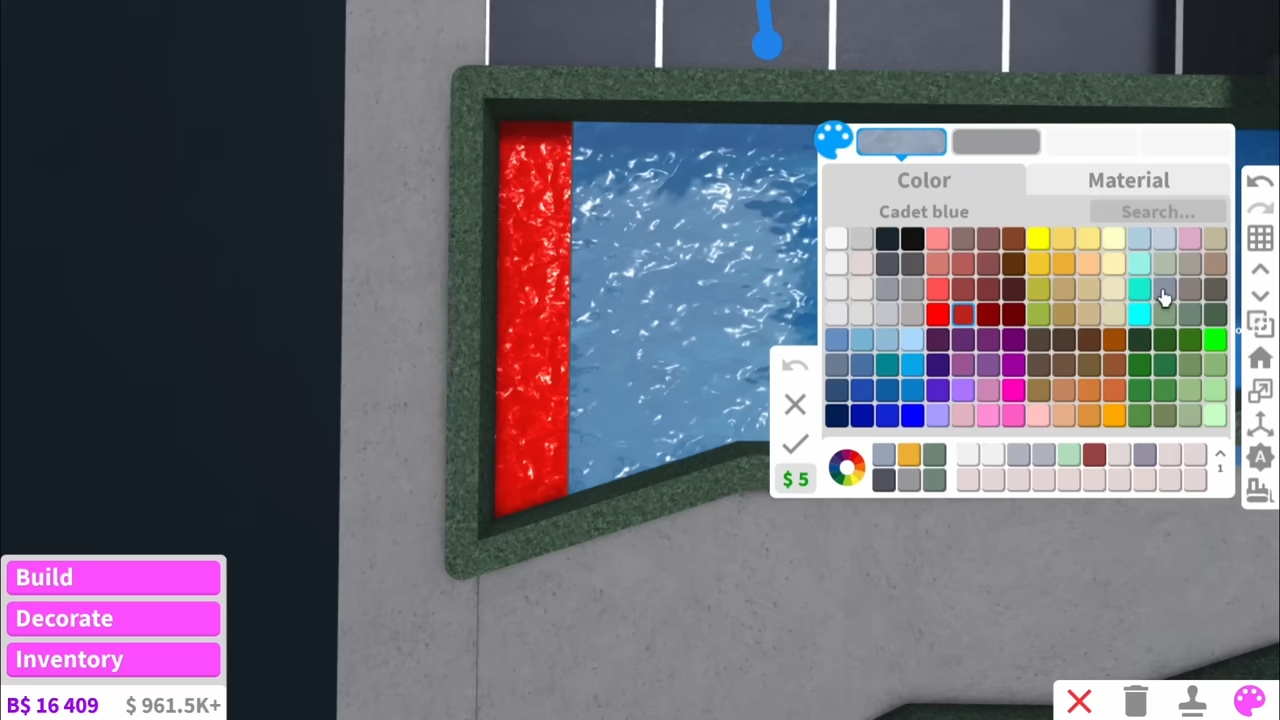 Color
Material
Cadet blue
Search...
$ 5
1
Build
Decorate
Inventory
B$ 16 409
$ 961.5K+
A